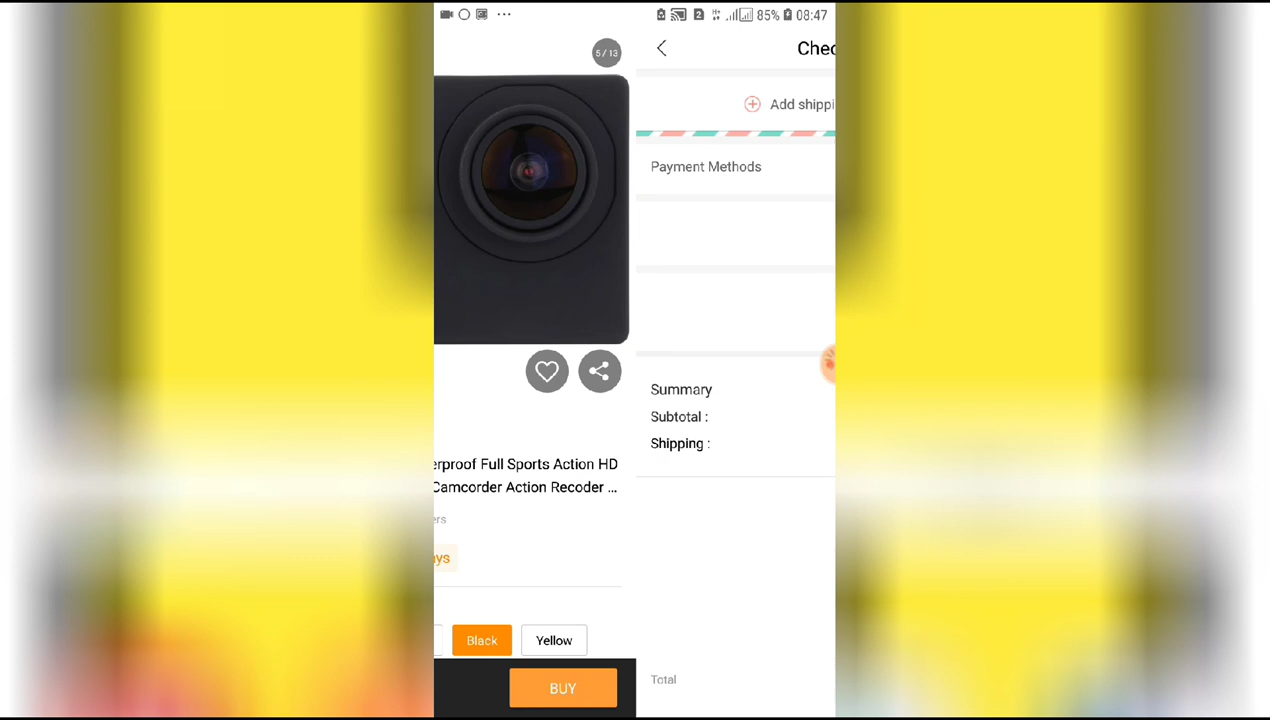 85% 08:47
5 / 13
Chec
Add shippi
Payment Methods
Summary
Subtotal :
Shipping :
erproof Full Sports Action HD
Camcorder Action Recoder ...
ers
ays
Black
Yellow
BUY
Total